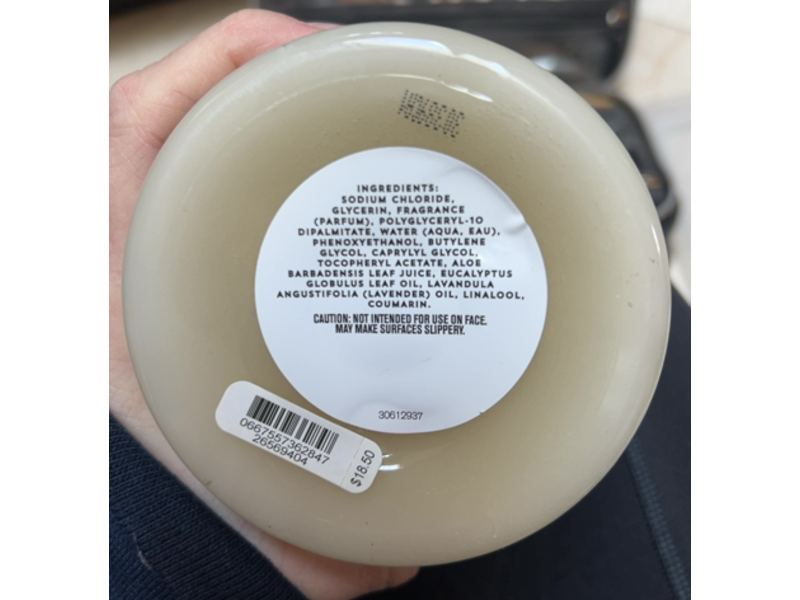 INGREDIENTS:
SODIUM CHLORIDE,
GLYCERIN, FRAGRANCE
(PARFUM), POLYGLYCERYL-10
DIPALMITATE, WATER (AQUA, EAU),
PHENOXYETHANOL, BUTYLENE
GLYCOL, CAPRYLYL GLYCOL,
TOCOPHERYL ACETATE, ALOE
BARBADENSIS LEAF JUICE, EUCALYPTUS
GLOBULUS LEAF OIL, LAVANDULA
ANGUSTIFOLIA (LAVENDER) OIL, LINALOOL,
COUMARIN.
CAUTION: NOT INTENDED FOR USE ON FACE.
MAY MAKE SURFACES SLIPPERY.
30612937
0667557362847
26569404
$18.50